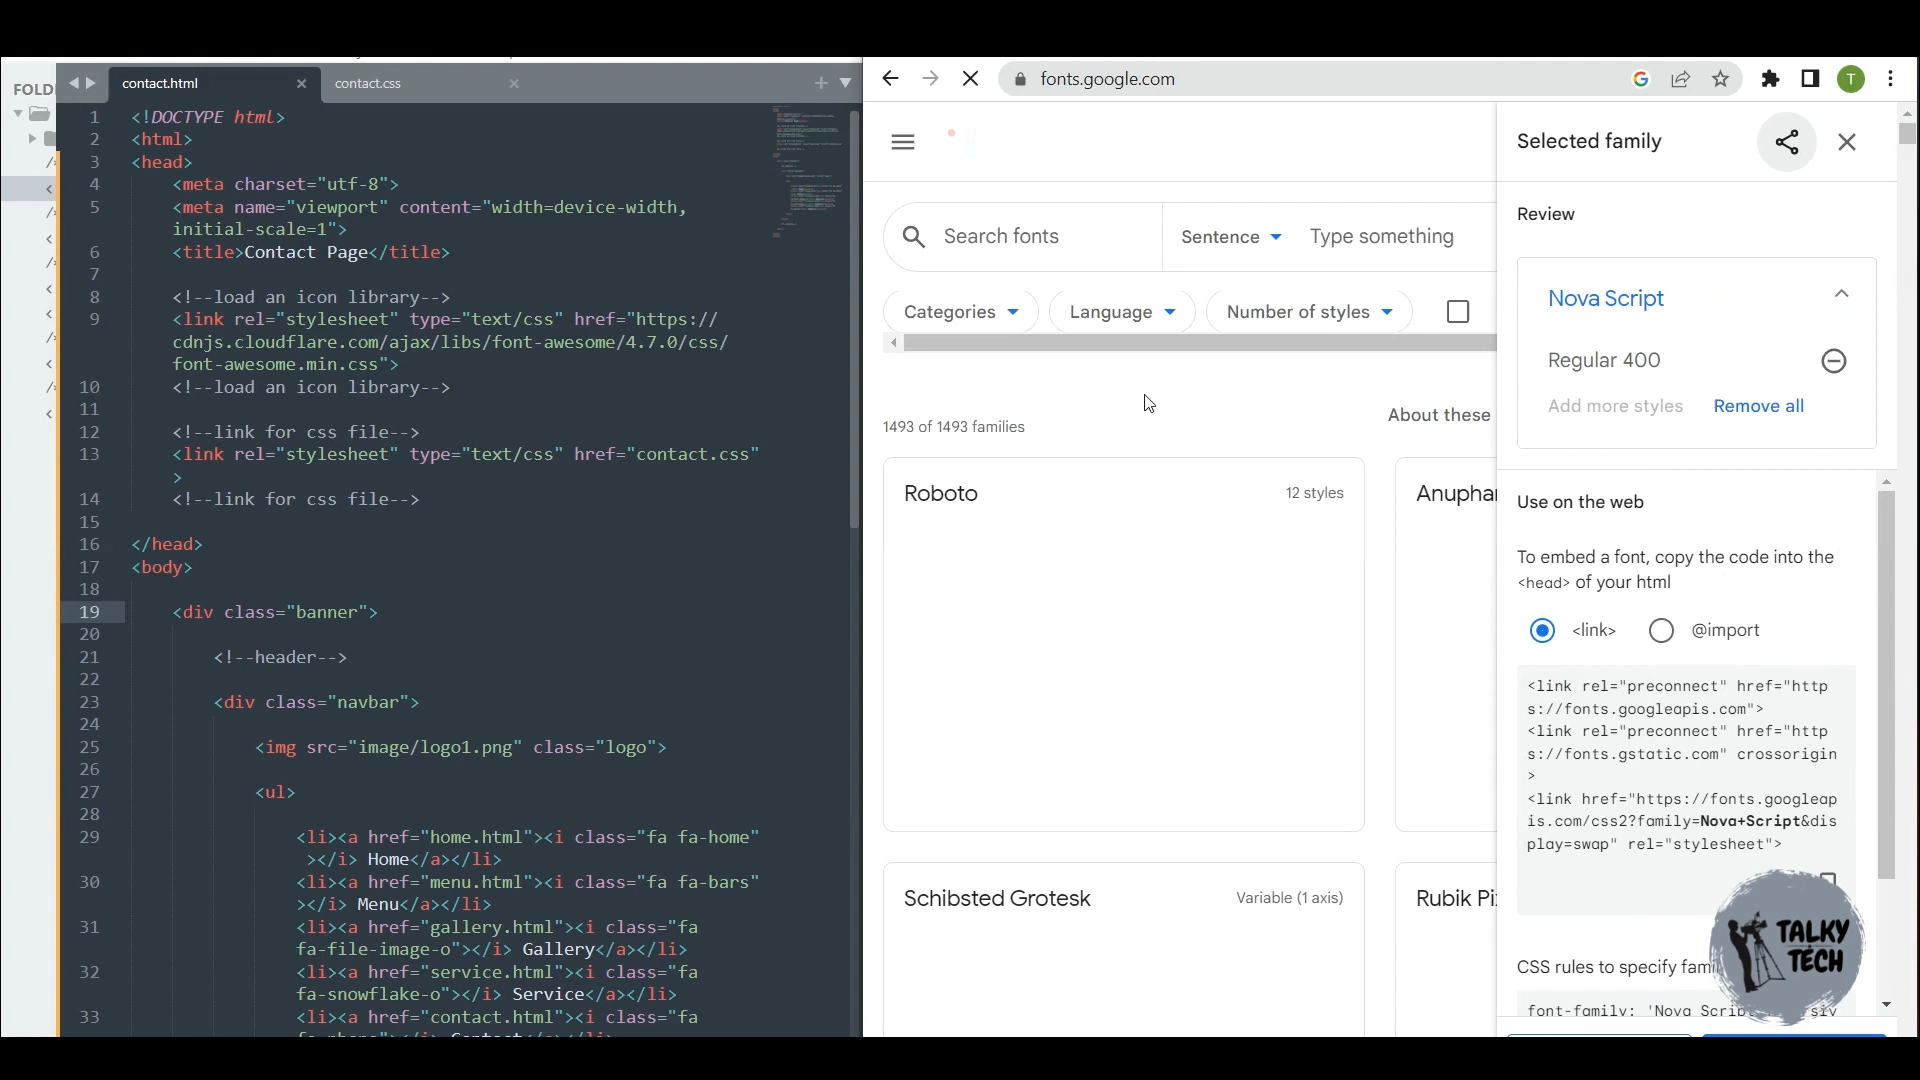 FOLD
contact.html
contact.css
1 <!DOCTYPE html>
2 <html>
3 <head>
4 <meta charset="utf-8">
5 <meta name="viewport" content="width=device-width,
initial-scale=1">
6 <title>Contact Page</title>
7
8 <!--load an icon library-->
9 <link rel="stylesheet" type="text/css" href="https://
cdnjs.cloudflare.com/ajax/libs/font-awesome/4.7.0/css/
font-awesome.min.css">
10 <!--load an icon library-->
11
12 <!--link for css file-->
13 <link rel="stylesheet" type="text/css" href="contact.css"
>
14 <!--link for css file-->
15
16 </head>
17 <body>
18
19 <div class="banner">
20
21 <!--header-->
22
23 <div class="navbar">
24
25 <img src="image/logo1.png" class="logo">
26
27 <ul>
28
29 <li><a href="home.html"><i class="fa fa-home"
></i> Home</a></li>
30 <li><a href="menu.html"><i class="fa fa-bars"
></i> Menu</a></li>
31 <li><a href="gallery.html"><i class="fa
fa-file-image-o"></i> Gallery</a></li>
32 <li><a href="service.html"><i class="fa
fa-snowflake-o"></i> Service</a></li>
33 <li><a href="contact.html"><i class="fa
fonts.google.com
T
Search fonts
Sentence
Type something
Categories
Language
Number of styles
1493 of 1493 families
About these
Roboto
12 styles
Anuphan
Schibsted Grotesk
Variable (1 axis)
Rubik
Selected family
Review
Nova Script
Regular 400
Add more styles
Remove all
Use on the web
To embed a font, copy the code into the
<head> of your html
<link>
@import
<link rel="preconnect" href="http
s://fonts.googleapis.com">
<link rel="preconnect" href="http
s://fonts.gstatic.com" crossorigin
>
<link href="https://fonts.googleap
is.com/css2?family=Nova+Script&dis
play=swap" rel="stylesheet">
CSS rules to specify fami
font-family: 'Nova Scrip
TALKY
TECH